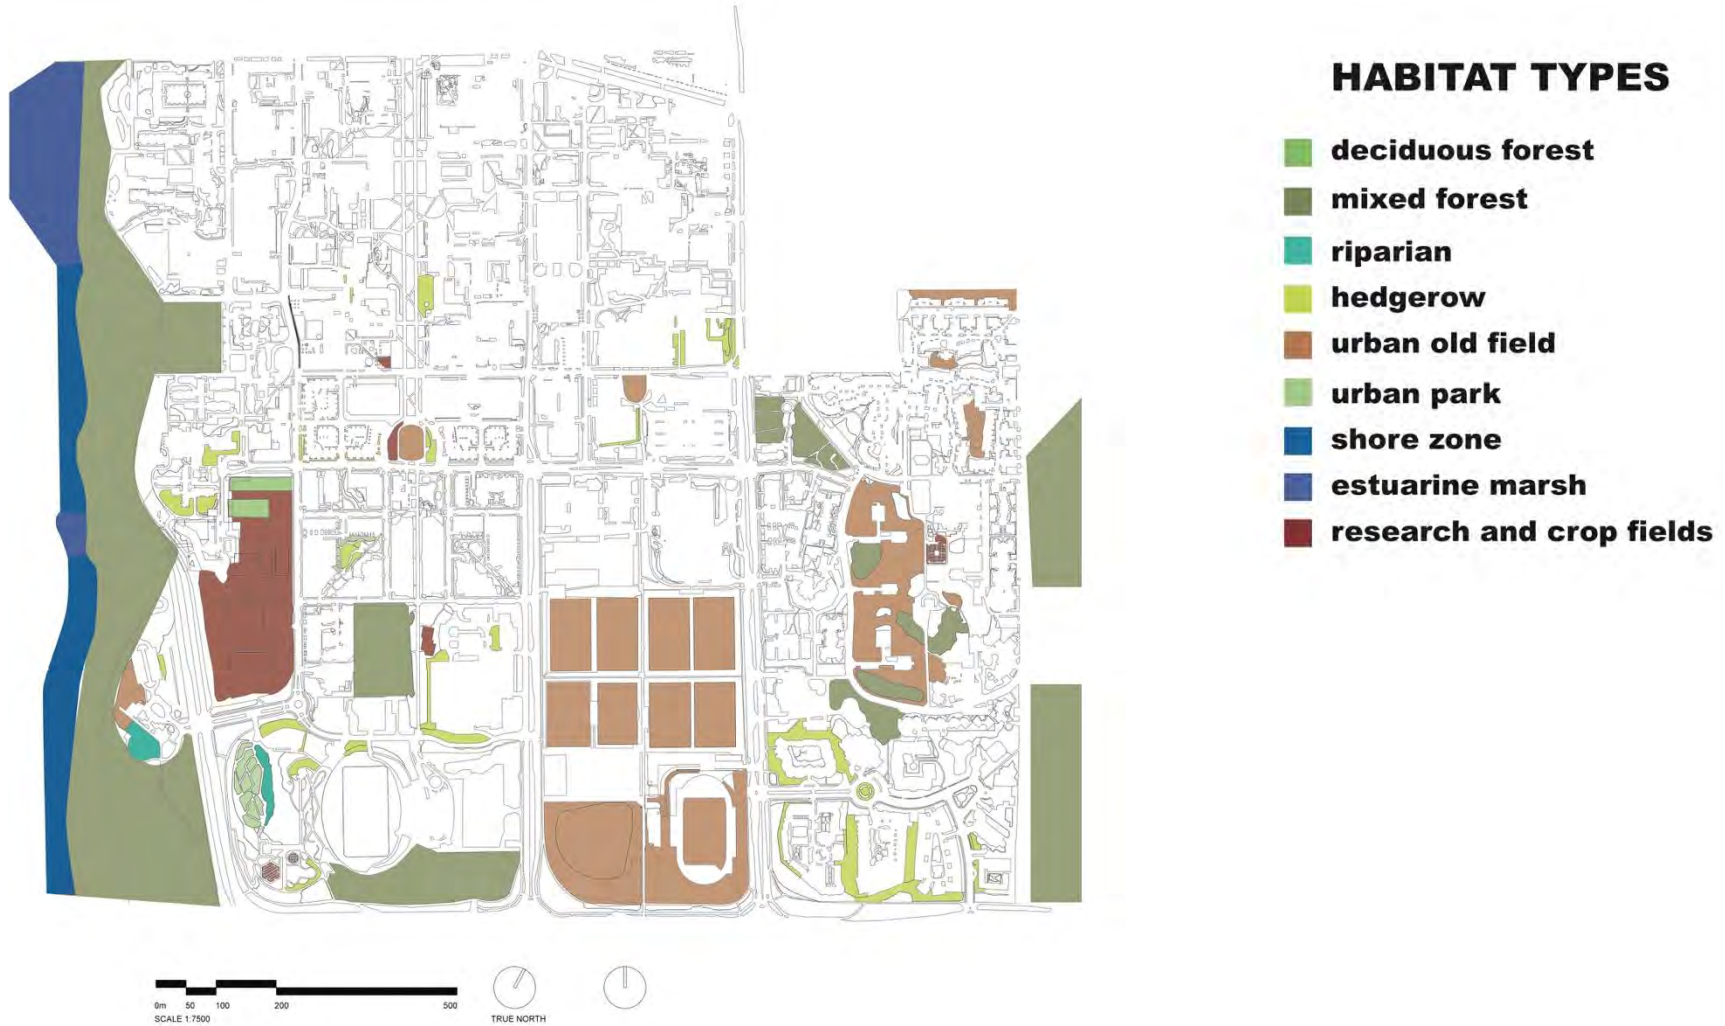 HABITAT TYPES
deciduous forest
mixed forest
riparian
hedgerow
urban old field
urban park
shore zone
estuarine marsh
research and crop fields
0m 50 100 200 500
SCALE 1:7500
TRUE NORTH